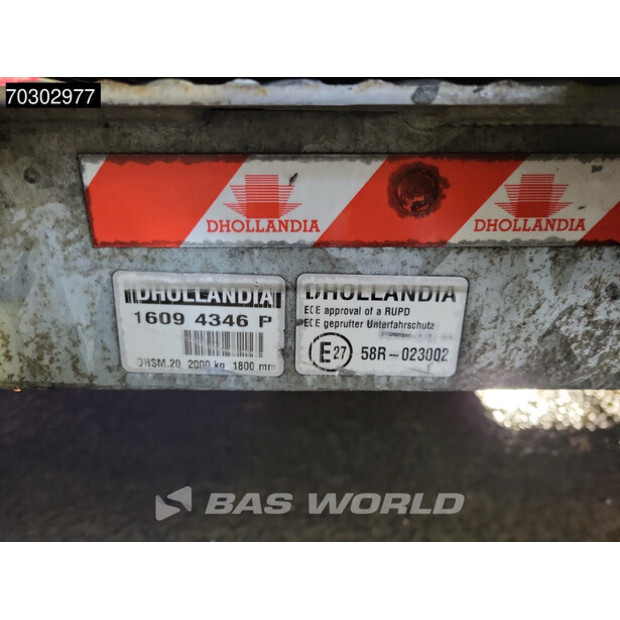 70302977
DHOLLANDIA DHOLLANDIA
DHOLLANDIA
1609 4346 P
DHSM.20 2000 kg 1800 mm
DHOLLANDIA
ECE approval of a RUPD
ECE geprufter Unterfahrschutz
E27 58R-023002
BAS WORLD